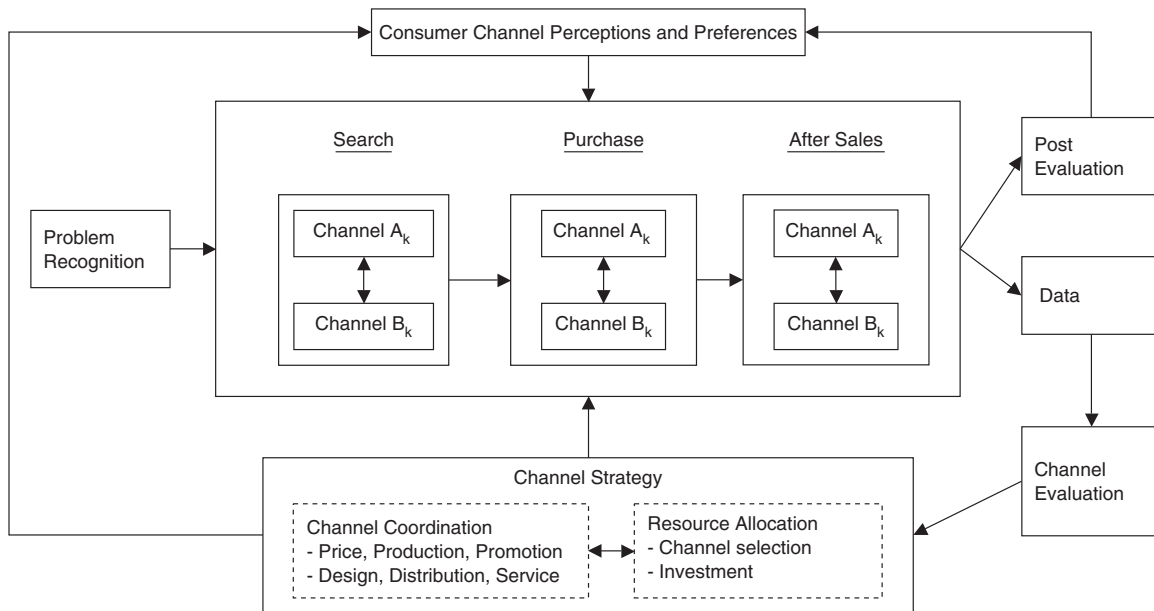 Consumer Channel Perceptions and Preferences
Search
Purchase
After Sales
Post
Evaluation
Problem
Recognition
Channel A_k
Channel B_k
Channel A_k
Channel B_k
Channel A_k
Channel B_k
Data
Channel
Evaluation
Channel Strategy
Channel Coordination
- Price, Production, Promotion
- Design, Distribution, Service
Resource Allocation
- Channel selection
- Investment